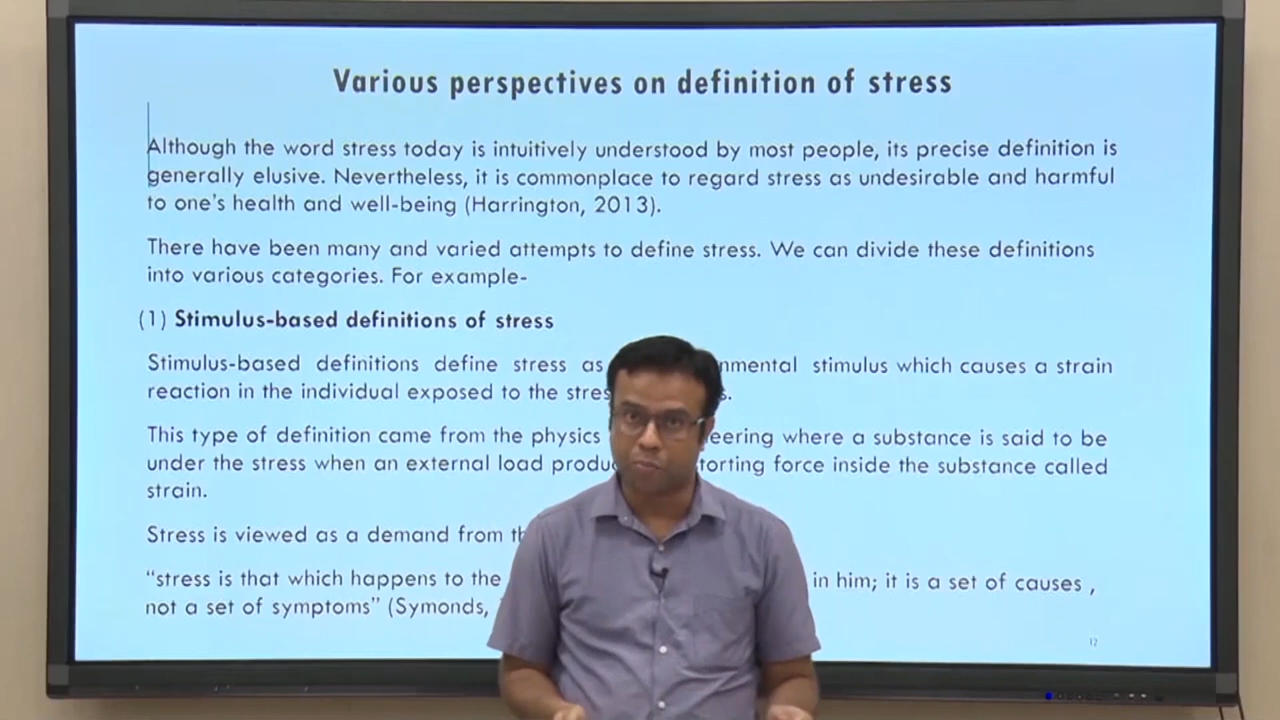 Various perspectives on definition of stress
Although the word stress today is intuitively understood by most people, its precise definition is
generally elusive. Nevertheless, it is commonplace to regard stress as undesirable and harmful
to one's health and well-being (Harrington, 2013).
There have been many and varied attempts to define stress. We can divide these definitions
into various categories. For example-
(1) Stimulus-based definitions of stress
Stimulus-based definitions define stress as nmental stimulus which causes a strain
reaction in the individual exposed to the stres s.
This type of definition came from the physics eering where a substance is said to be
under the stress when an external load produ torting force inside the substance called
strain.
Stress is viewed as a demand from th
“stress is that which happens to the in him; it is a set of causes ,
not a set of symptoms” (Symonds,
12